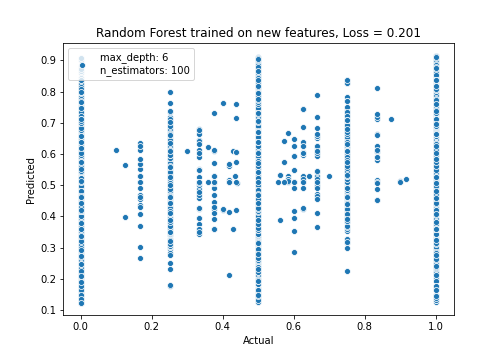 Random Forest trained on new features, Loss = 0.201
max_depth: 6
n_estimators: 100
0.9
0.8
0.7
0.6
0.5
0.4
0.3
0.2
0.1
Predicted
0.0 0.2 0.4 0.6 0.8 1.0
Actual